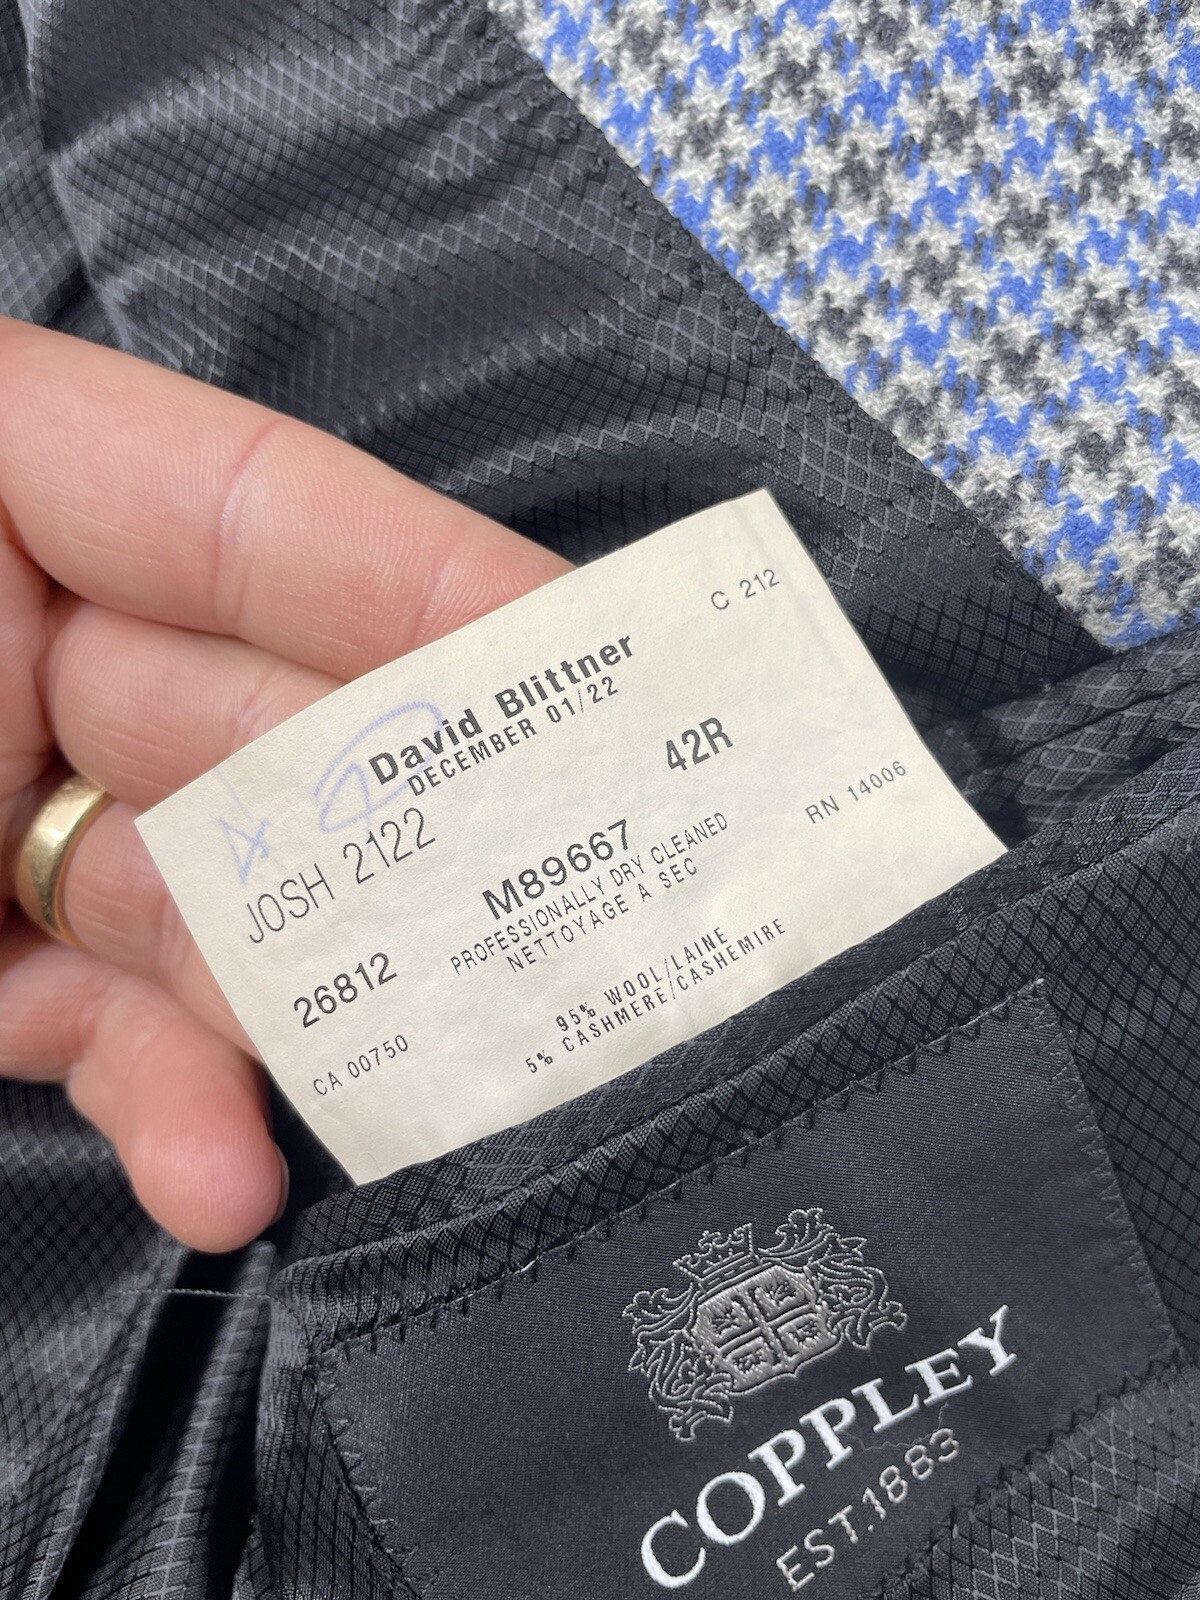 C 212
David Blittner
DECEMBER 01/22
42R
JOSH 2122
RN 14006
M89667
PROFESSIONALLY DRY CLEANED
NETTOYAGE A SEC
26812
95% WOOL/LAINE
5% CASHMERE/CASHEMIRE
CA 00750
COPPLEY
EST.1883